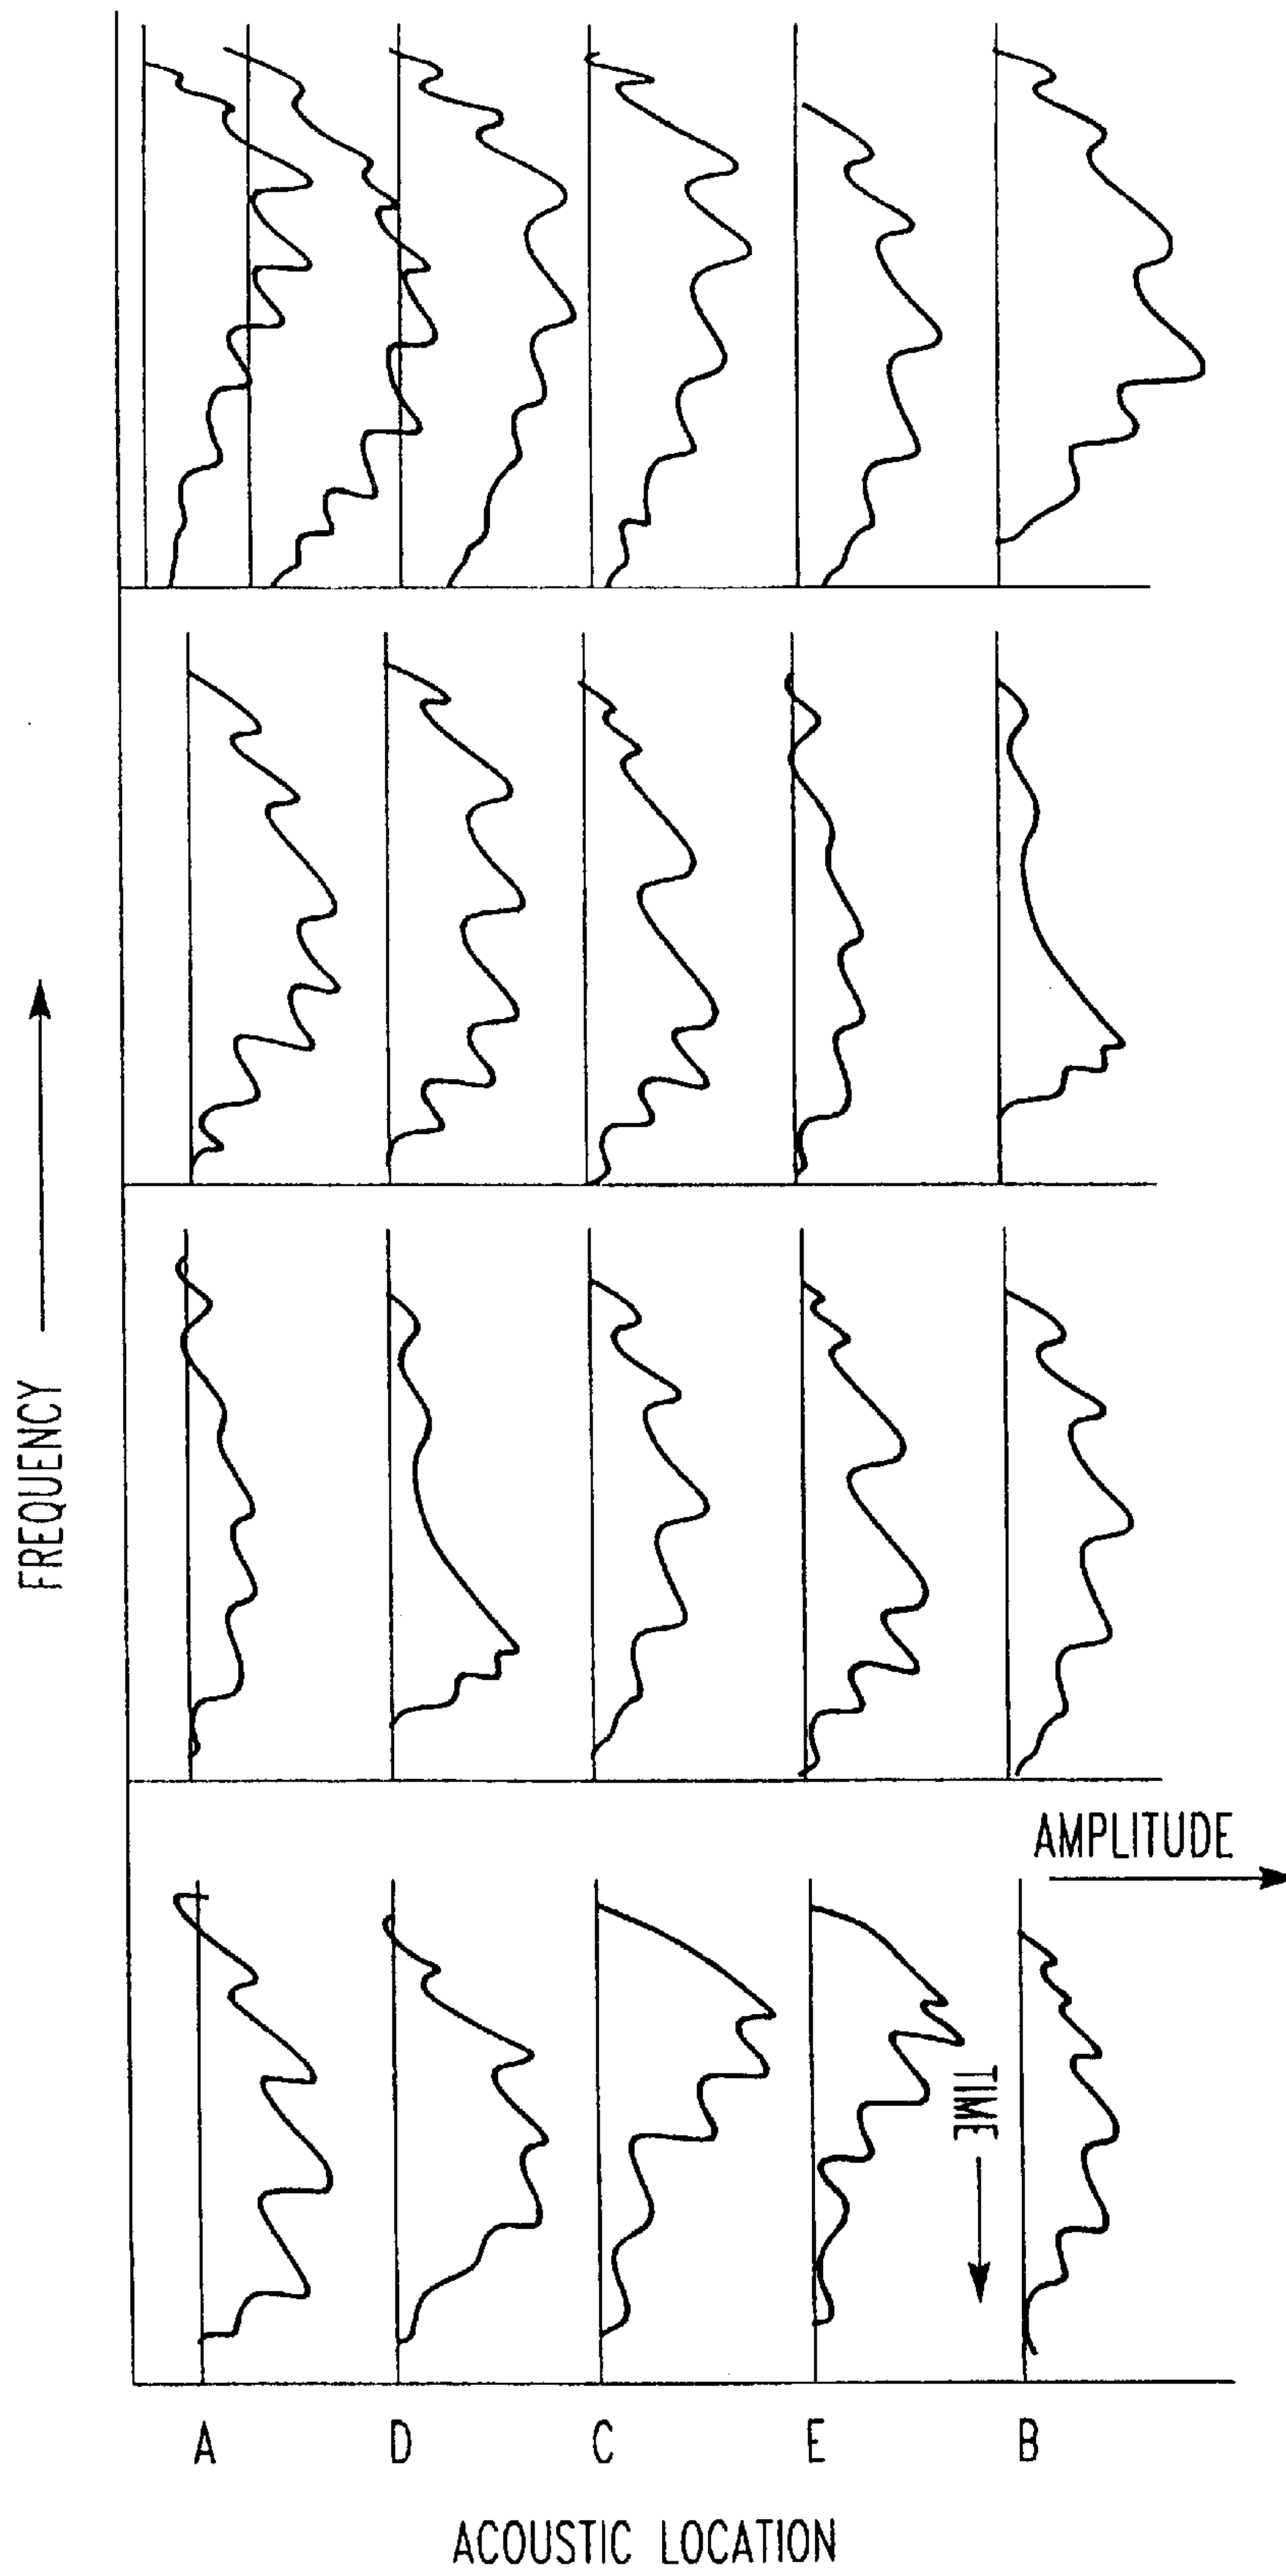 FREQUENCY
AMPLITUDE
TIME
A D C E B
ACOUSTIC LOCATION